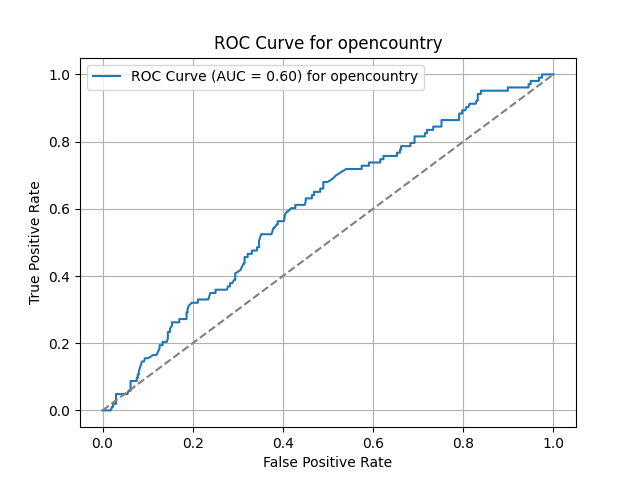 ROC Curve for opencountry
ROC Curve (AUC = 0.60) for opencountry
True Positive Rate
1.0
0.8
0.6
0.4
0.2
0.0
0.0 0.2 0.4 0.6 0.8 1.0
False Positive Rate